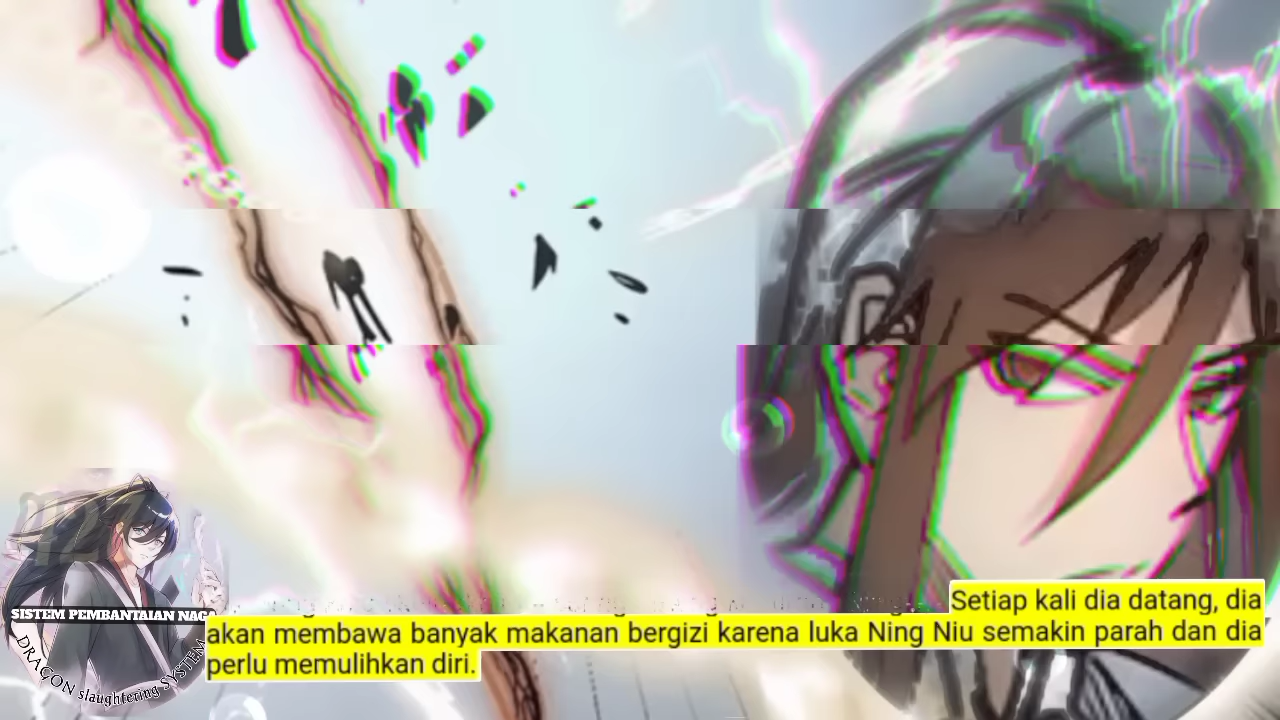 Setiap kali dia datang, dia
akan membawa banyak makanan bergizi karena luka Ning Niu semakin parah dan dia
perlu memulihkan diri.
SISTEM PEMBANTAIAN NAGA
DRAGON slaughtering SYSTEM